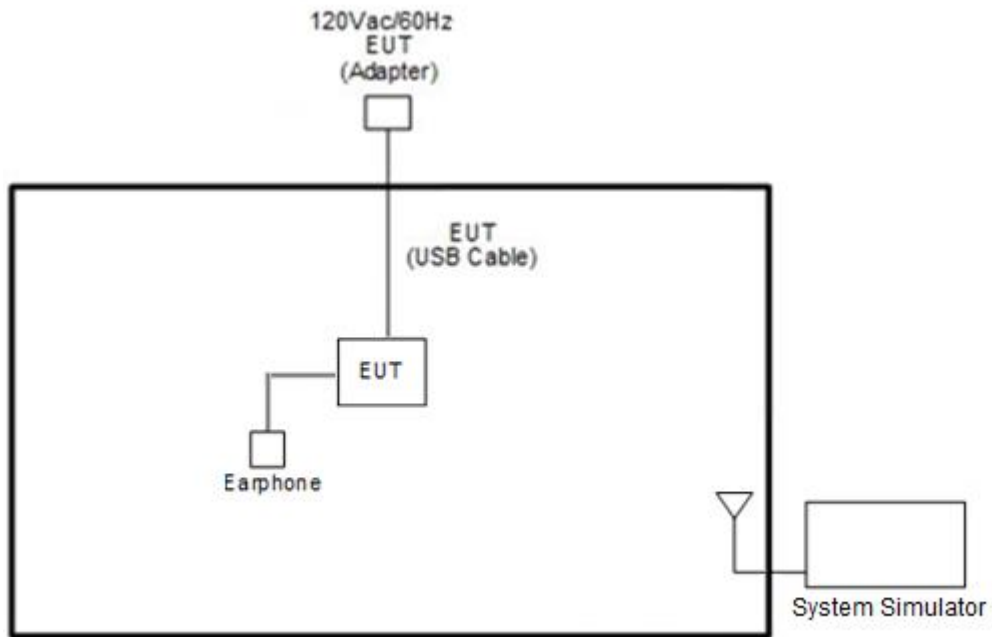 120Vac/60Hz
EUT
(Adapter)
EUT
(USB Cable)
EUT
Earphone
System Simulator